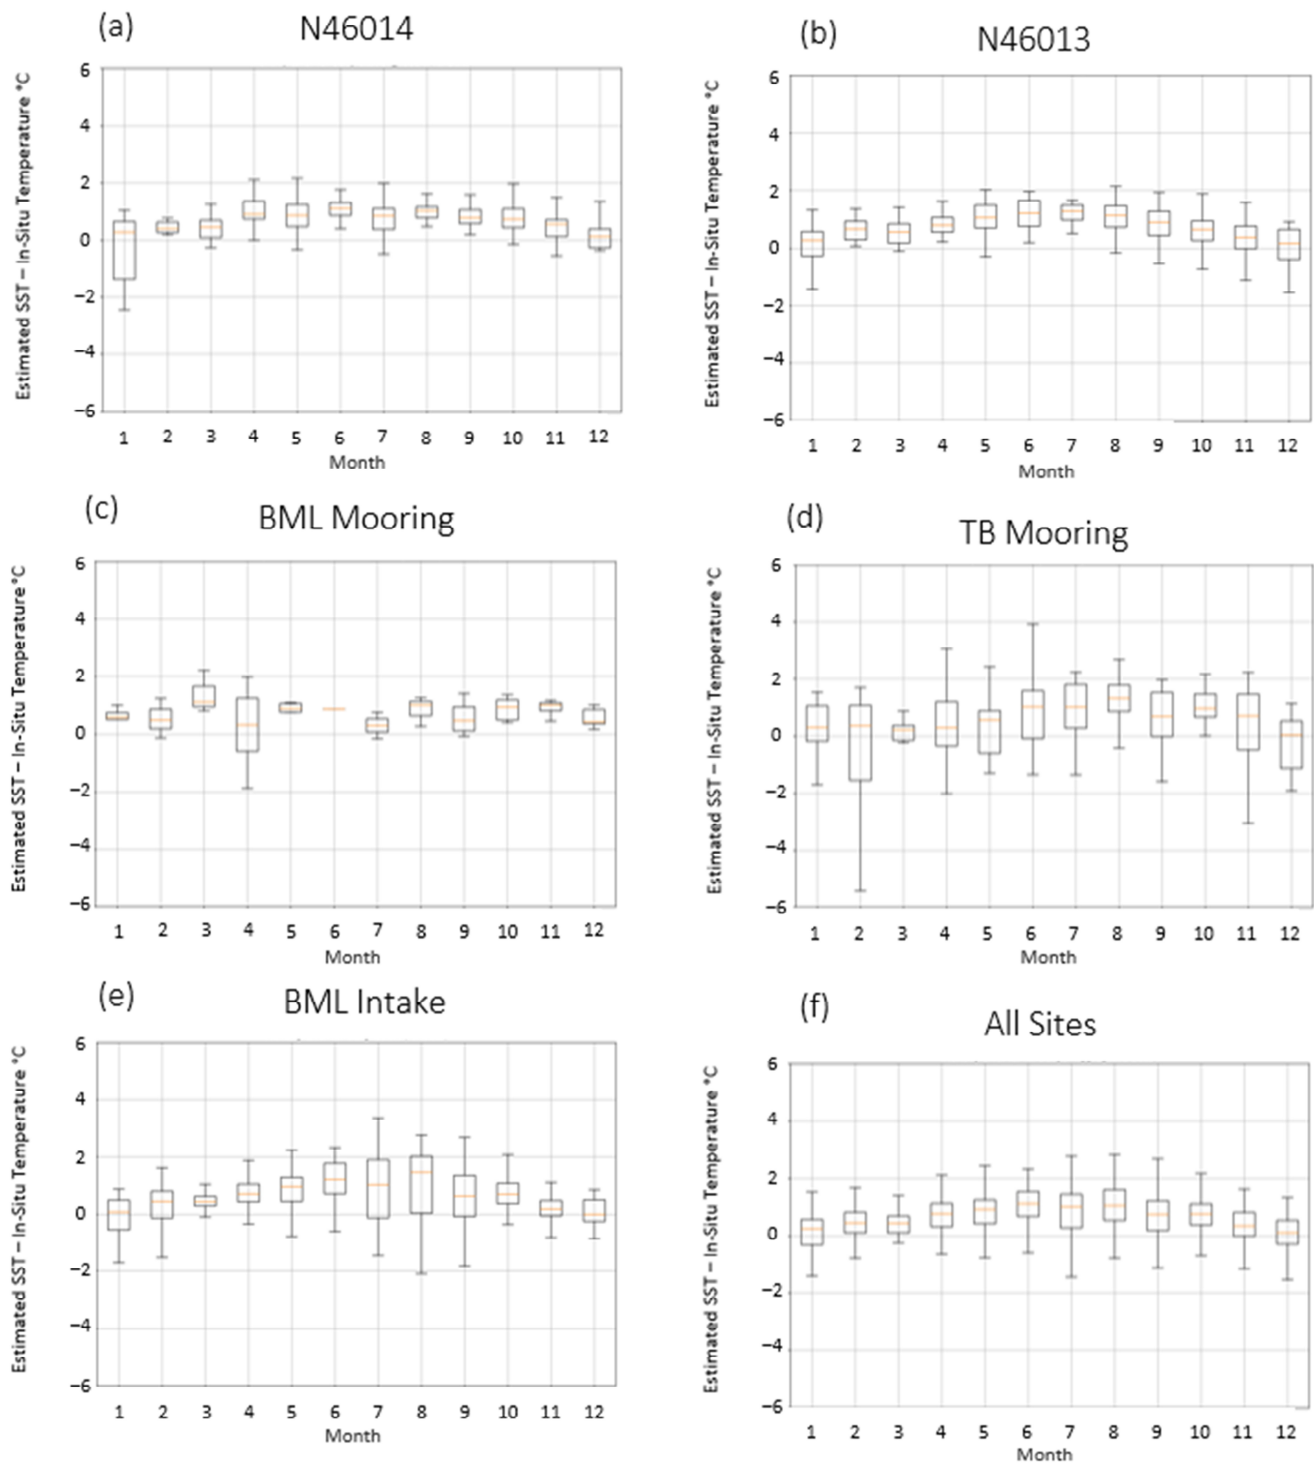 (a)
N46014
Estimated SST – In-Situ Temperature °C
6
4
2
0
−2
−4
−6
1 2 3 4 5 6 7 8 9 10 11 12
Month
(b)
N46013
Estimated SST – In-Situ Temperature °C
6
4
2
0
−2
−4
−6
1 2 3 4 5 6 7 8 9 10 11 12
Month
(c)
BML Mooring
Estimated SST – In-Situ Temperature °C
6
4
2
0
−2
−4
−6
1 2 3 4 5 6 7 8 9 10 11 12
Month
(d)
TB Mooring
Estimated SST – In-Situ Temperature °C
6
4
2
0
−2
−4
−6
1 2 3 4 5 6 7 8 9 10 11 12
Month
(e)
BML Intake
Estimated SST – In-Situ Temperature °C
6
4
2
0
−2
−4
−6
1 2 3 4 5 6 7 8 9 10 11 12
Month
(f)
All Sites
Estimated SST – In-Situ Temperature °C
6
4
2
0
−2
−4
−6
1 2 3 4 5 6 7 8 9 10 11 12
Month